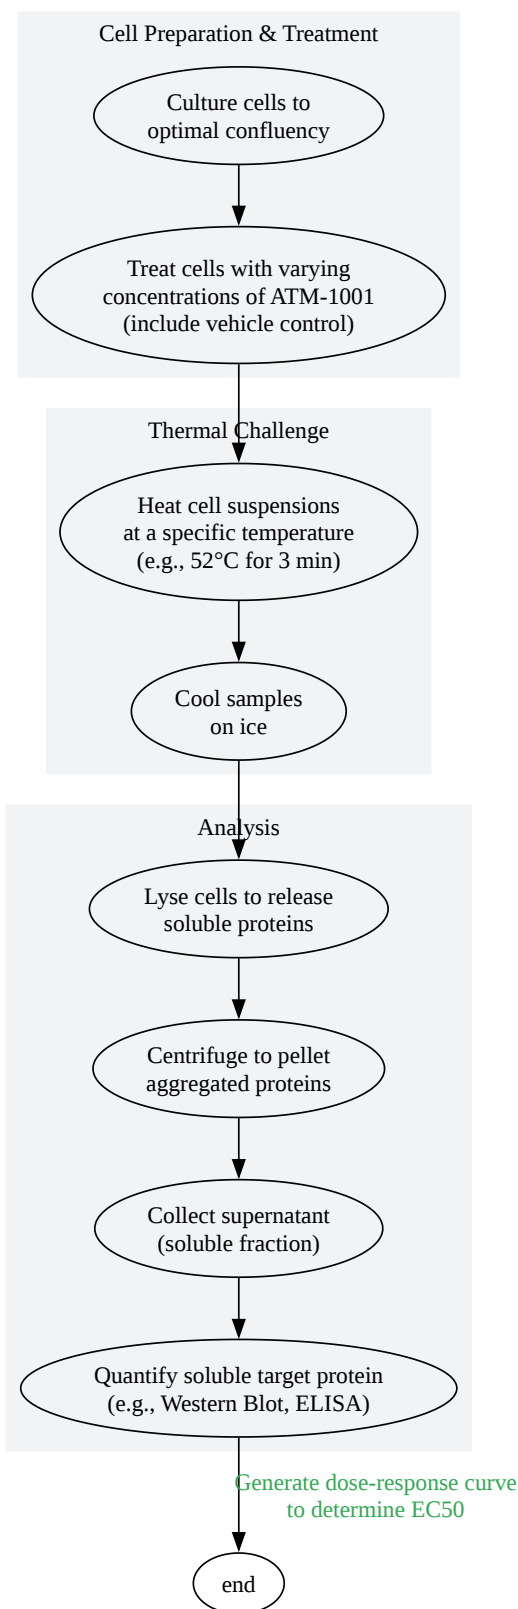 Cell Preparation & Treatment
Culture cells to
optimal confluency
Treat cells with varying
concentrations of ATM-1001
(include vehicle control)
Thermal Challenge
Heat cell suspensions
at a specific temperature
(e.g., 52°C for 3 min)
Cool samples
on ice
Analysis
Lyse cells to release
soluble proteins
Centrifuge to pellet
aggregated proteins
Collect supernatant
(soluble fraction)
Quantify soluble target protein
(e.g., Western Blot, ELISA)
Generate dose-response curve
to determine EC50
end